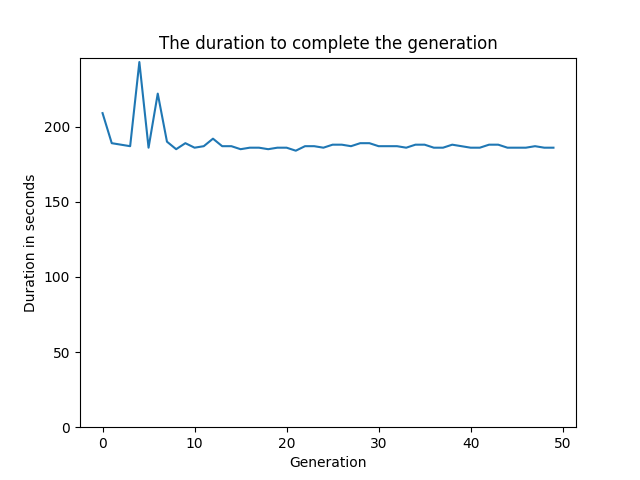 The duration to complete the generation
Duration in seconds
200
150
100
50
0
0 10 20 30 40 50
Generation